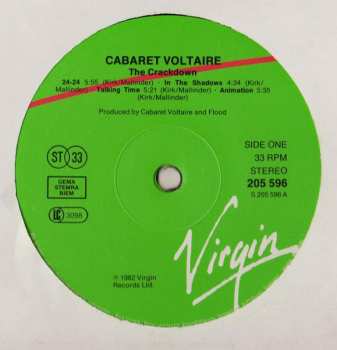 CABARET VOLTAIRE
The Crackdown
24-24 5:55 (Kirk/Mallinder) - In The Shadows 4:34 (Kirk/
Mallinder) - Talking Time 5:21 (Kirk/Mallinder) - Animation 5:35
(Kirk/Mallinder)
Produced by Cabaret Voltaire and Flood
ST 33
GEMA
STEMRA
BIEM
LC 3098
SIDE ONE
33 RPM
STEREO
205 596
S 205 596 A
Virgin
℗ 1982 Virgin
Records Ltd.